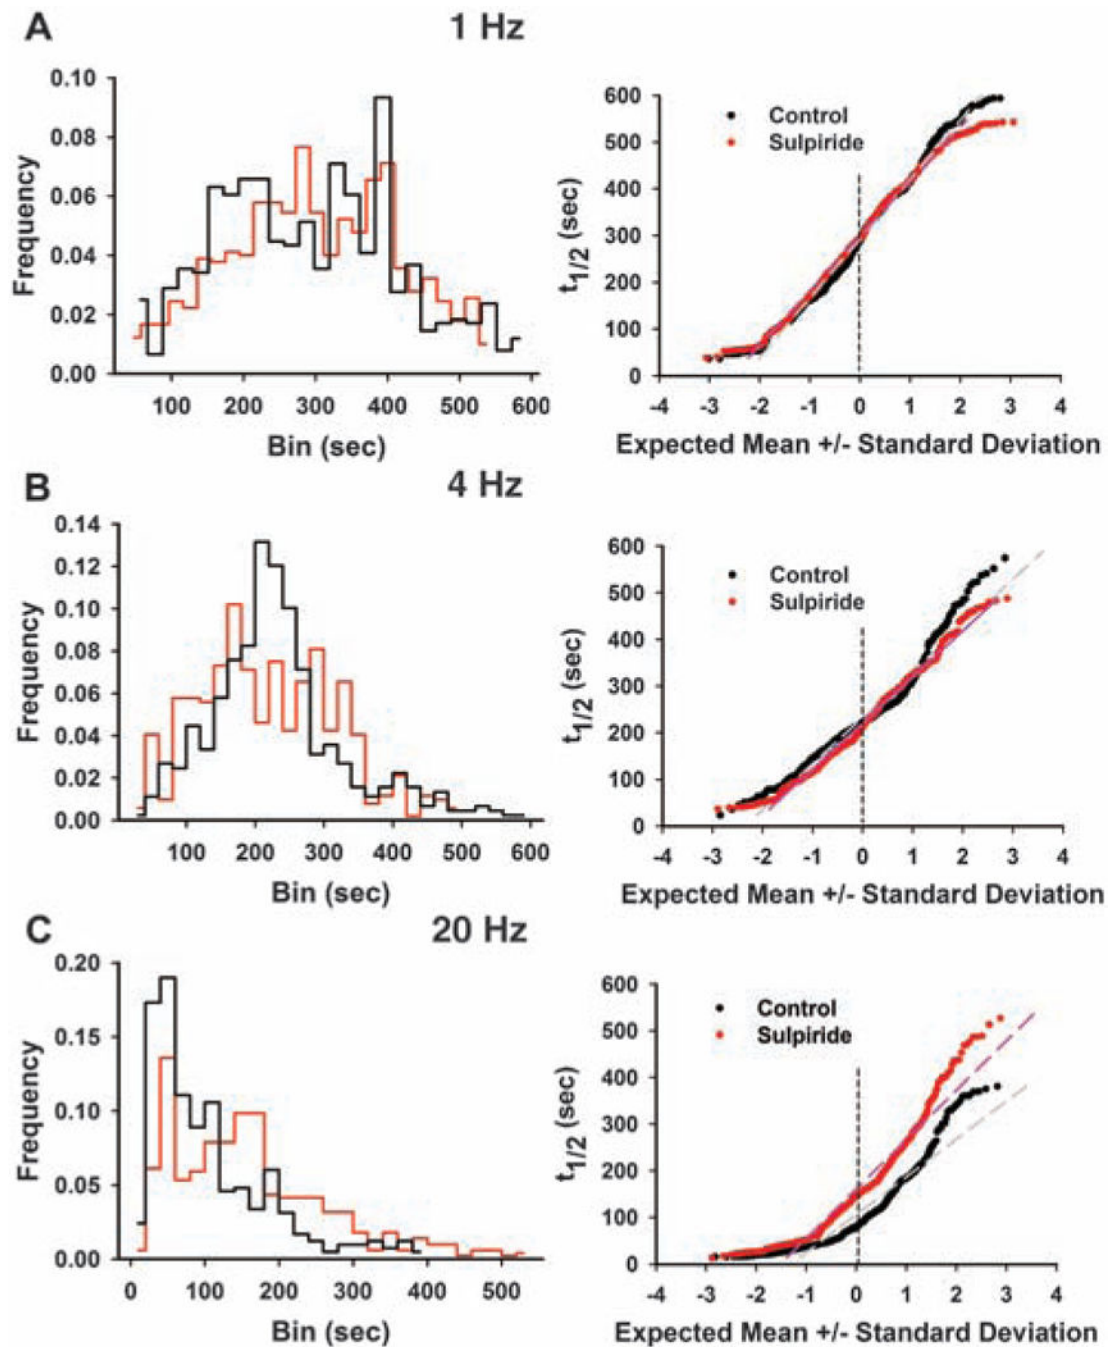 A
1 Hz
0.10
0.08
0.06
0.04
0.02
0.00
Frequency
100 200 300 400 500 600
Bin (sec)
600
500
400
300
200
100
0
t1/2 (sec)
Control
Sulpiride
-4 -3 -2 -1 0 1 2 3 4
Expected Mean +/- Standard Deviation
B
4 Hz
0.14
0.12
0.10
0.08
0.06
0.04
0.02
0.00
Frequency
100 200 300 400 500 600
Bin (sec)
600
500
400
300
200
100
0
t1/2 (sec)
Control
Sulpiride
-4 -3 -2 -1 0 1 2 3 4
Expected Mean +/- Standard Deviation
C
20 Hz
0.20
0.15
0.10
0.05
0.00
Frequency
0 100 200 300 400 500
Bin (sec)
600
500
400
300
200
100
0
t1/2 (sec)
Control
Sulpiride
-4 -3 -2 -1 0 1 2 3 4
Expected Mean +/- Standard Deviation